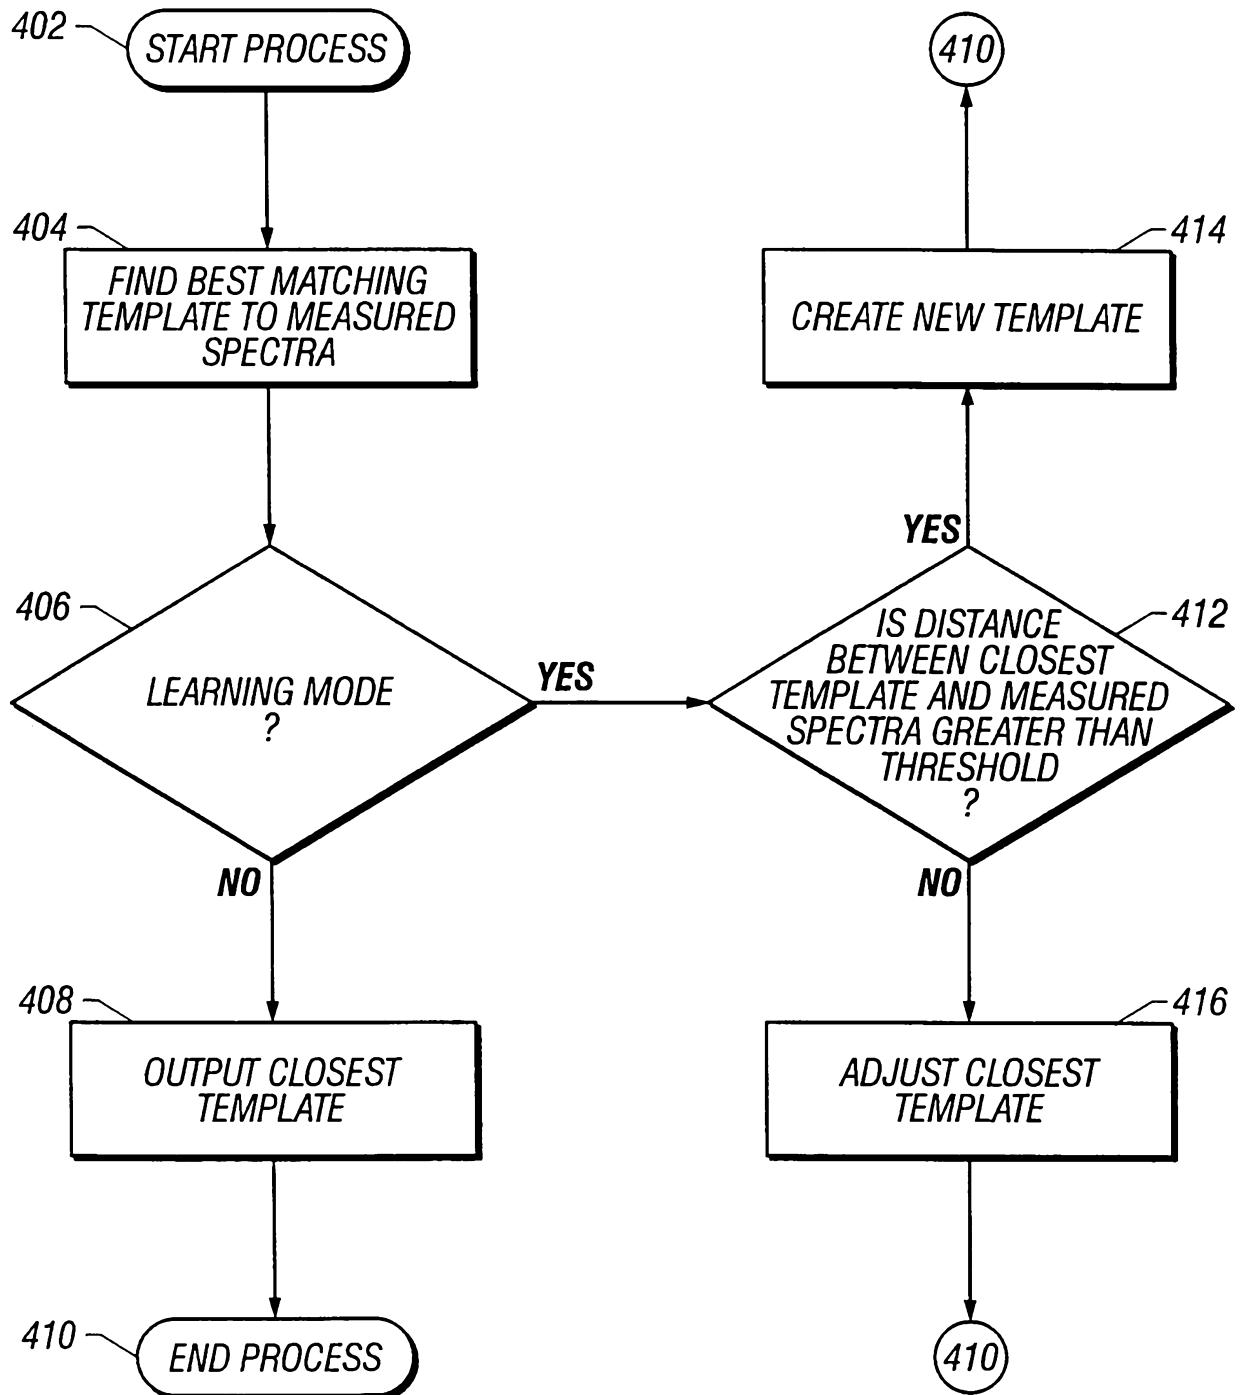 402
START PROCESS
404
FIND BEST MATCHING
TEMPLATE TO MEASURED
SPECTRA
406
LEARNING MODE
?
YES
NO
408
OUTPUT CLOSEST
TEMPLATE
410
END PROCESS
410
414
CREATE NEW TEMPLATE
YES
412
IS DISTANCE
BETWEEN CLOSEST
TEMPLATE AND MEASURED
SPECTRA GREATER THAN
THRESHOLD
?
NO
416
ADJUST CLOSEST
TEMPLATE
410